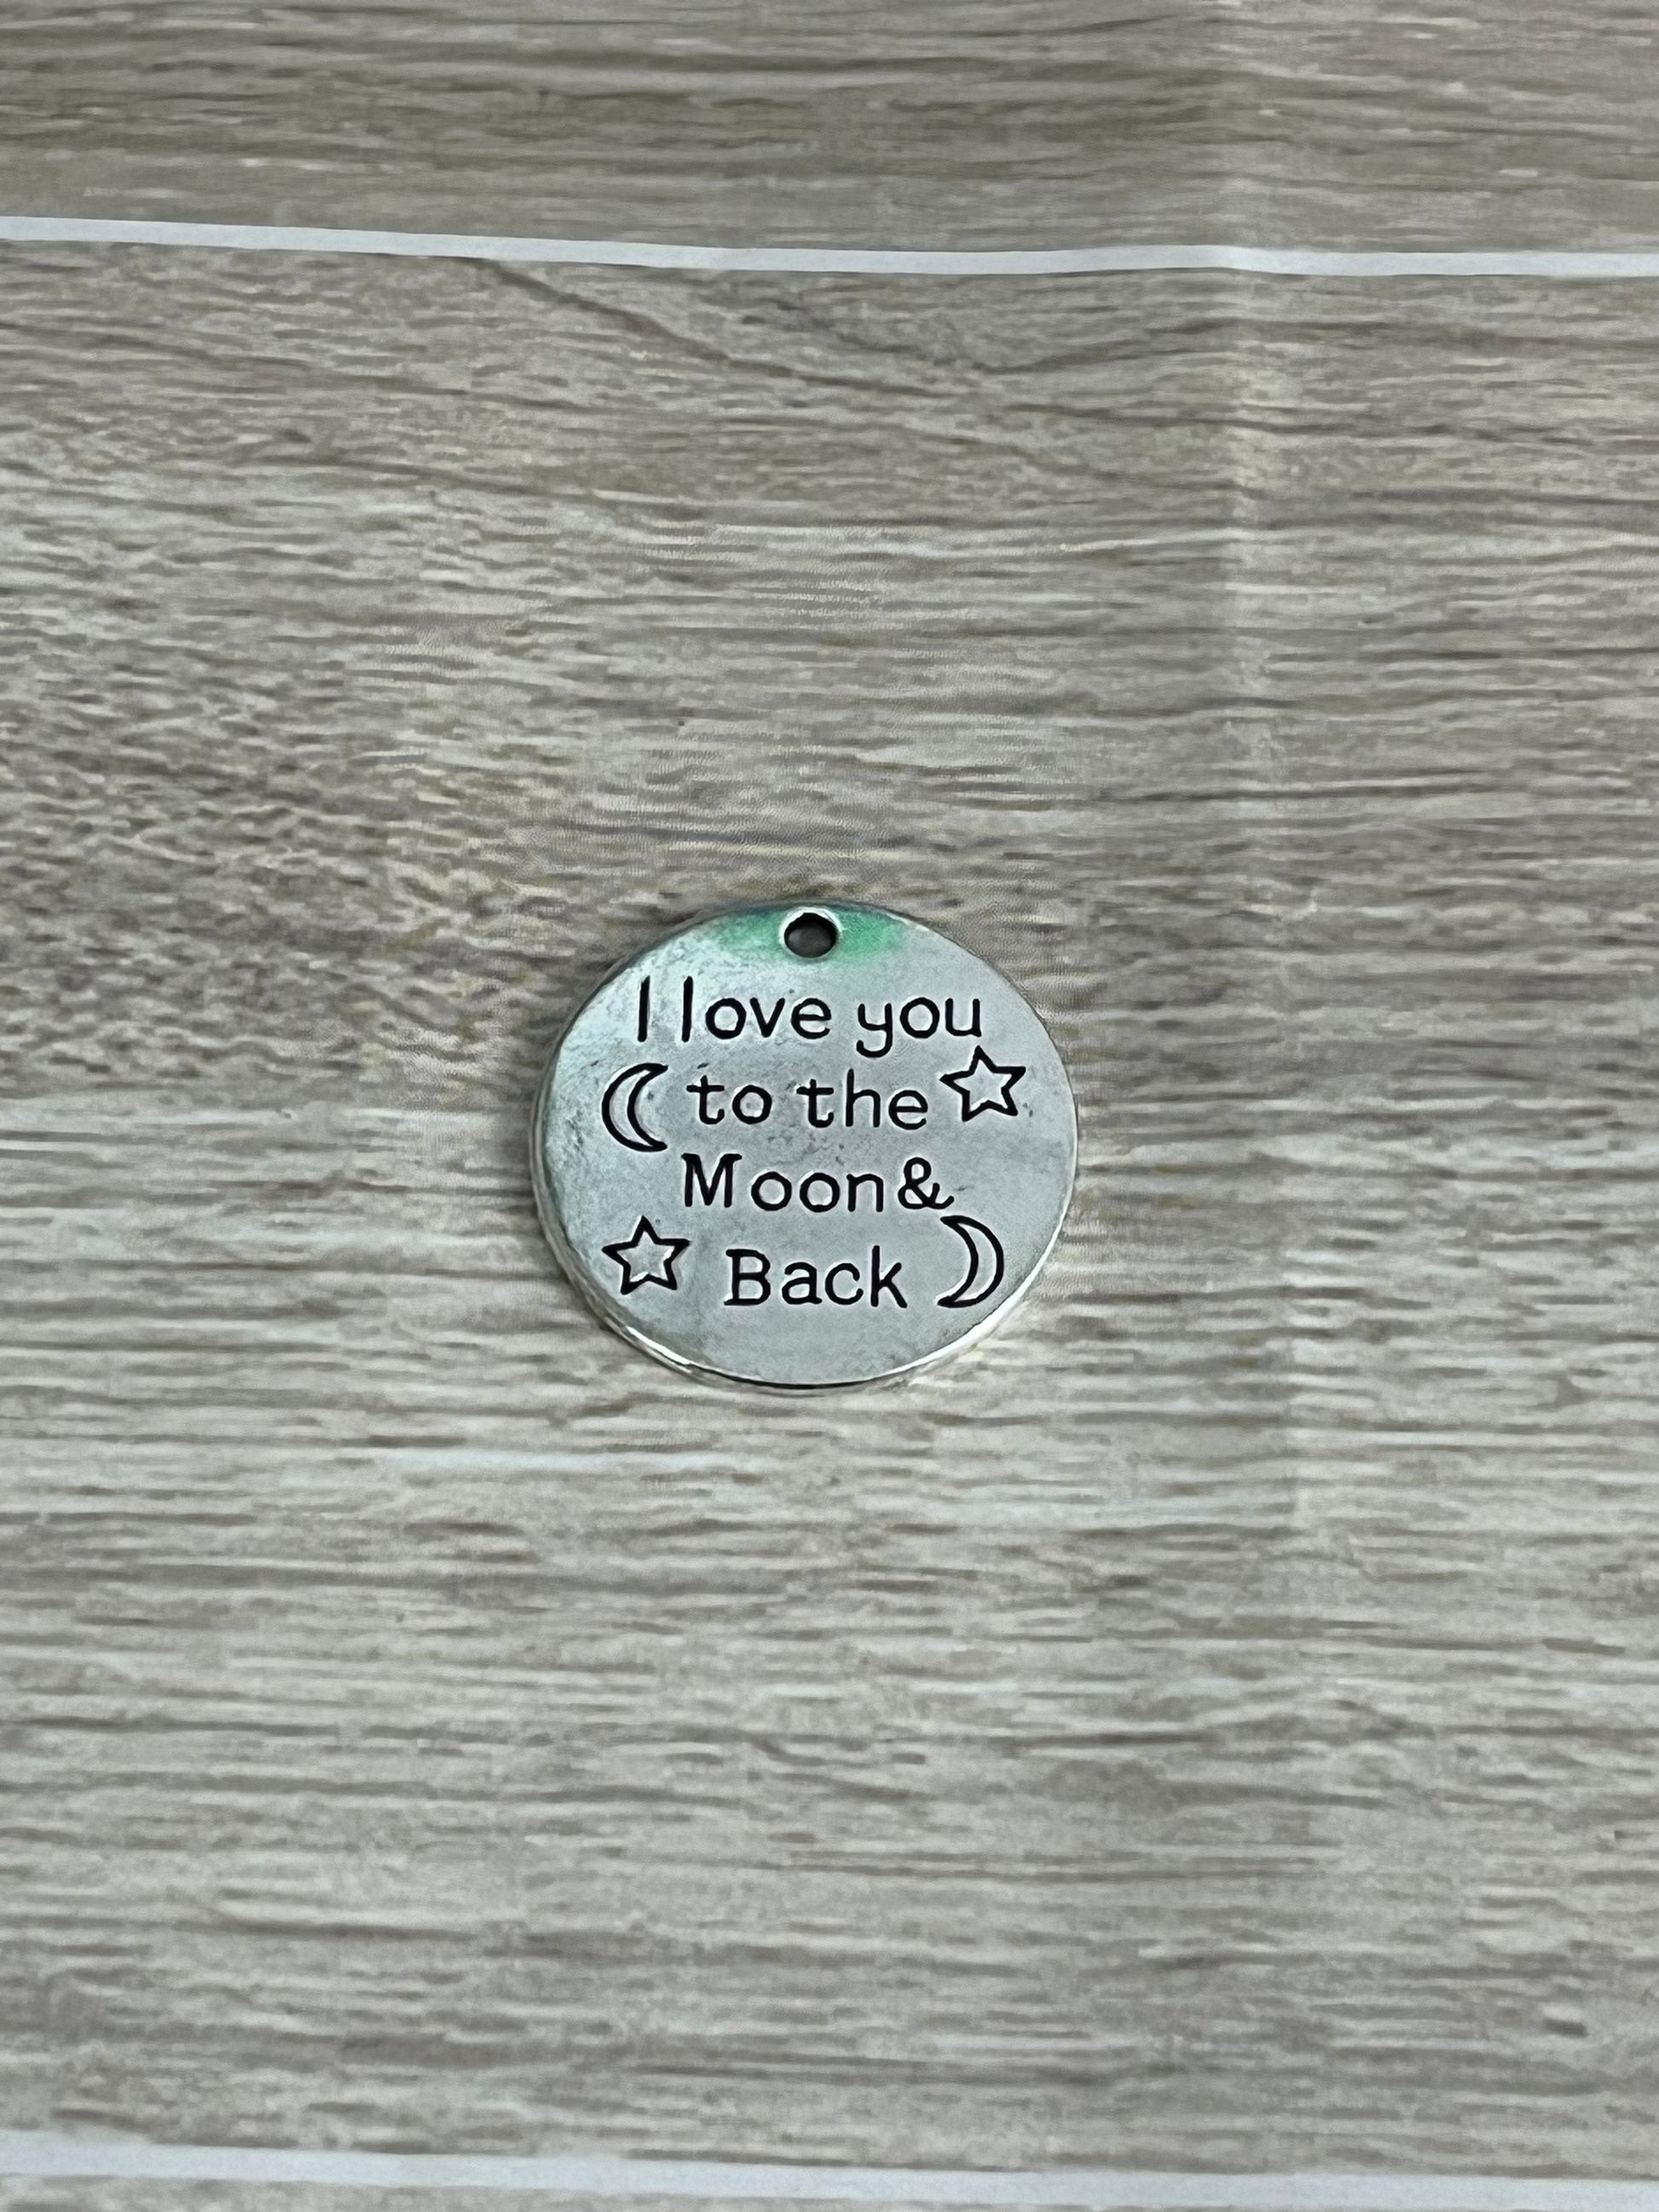 I love you
to the
Moon&
Back